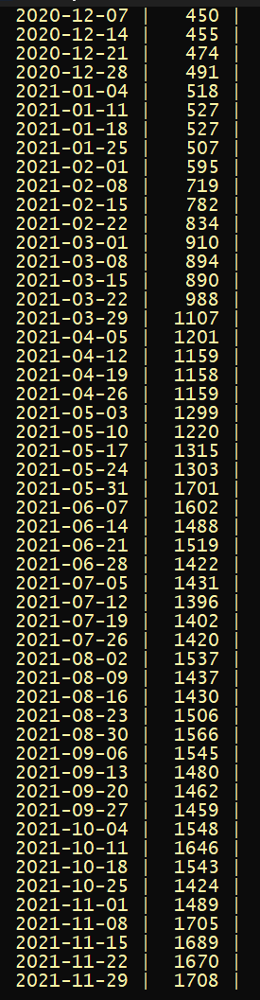 2020-12-07 | 450 |
2020-12-14 | 455 |
2020-12-21 | 474 |
2020-12-28 | 491 |
2021-01-04 | 518 |
2021-01-11 | 527 |
2021-01-18 | 527 |
2021-01-25 | 507 |
2021-02-01 | 595 |
2021-02-08 | 719 |
2021-02-15 | 782 |
2021-02-22 | 834 |
2021-03-01 | 910 |
2021-03-08 | 894 |
2021-03-15 | 890 |
2021-03-22 | 988 |
2021-03-29 | 1107 |
2021-04-05 | 1201 |
2021-04-12 | 1159 |
2021-04-19 | 1158 |
2021-04-26 | 1159 |
2021-05-03 | 1299 |
2021-05-10 | 1220 |
2021-05-17 | 1315 |
2021-05-24 | 1303 |
2021-05-31 | 1701 |
2021-06-07 | 1602 |
2021-06-14 | 1488 |
2021-06-21 | 1519 |
2021-06-28 | 1422 |
2021-07-05 | 1431 |
2021-07-12 | 1396 |
2021-07-19 | 1402 |
2021-07-26 | 1420 |
2021-08-02 | 1537 |
2021-08-09 | 1437 |
2021-08-16 | 1430 |
2021-08-23 | 1506 |
2021-08-30 | 1566 |
2021-09-06 | 1545 |
2021-09-13 | 1480 |
2021-09-20 | 1462 |
2021-09-27 | 1459 |
2021-10-04 | 1548 |
2021-10-11 | 1646 |
2021-10-18 | 1543 |
2021-10-25 | 1424 |
2021-11-01 | 1489 |
2021-11-08 | 1705 |
2021-11-15 | 1689 |
2021-11-22 | 1670 |
2021-11-29 | 1708 |